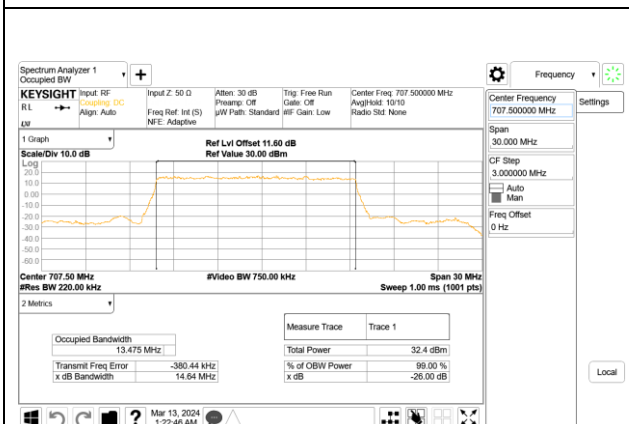 Spectrum Analyzer 1
Occupied BW
+
Frequency
KEYSIGHT
RL
Input: RF
Coupling: DC
Align: Auto
Input Z: 50 Ω
Freq Ref: Int (S)
NFE: Adaptive
Atten: 30 dB
Preamp: Off
µW Path: Standard
Trig: Free Run
Gate: Off
#IF Gain: Low
Center Freq: 707.500000 MHz
Avg|Hold: 10/10
Radio Std: None
Center Frequency
707.500000 MHz
Settings
Span
30.000 MHz
CF Step
3.000000 MHz
Auto
Man
Freq Offset
0 Hz
1 Graph
Scale/Div 10.0 dB
Ref Lvl Offset 11.60 dB
Ref Value 30.00 dBm
Log
20.0
10.0
0.00
-10.0
-20.0
-30.0
-40.0
-50.0
-60.0
Center 707.50 MHz
#Res BW 220.00 kHz
#Video BW 750.00 kHz
Span 30 MHz
Sweep 1.00 ms (1001 pts)
2 Metrics
Measure Trace Trace 1
Occupied Bandwidth
13.475 MHz
Total Power 32.4 dBm
Transmit Freq Error -380.44 kHz
% of OBW Power 99.00 %
x dB Bandwidth 14.64 MHz
x dB -26.00 dB
Local
?
Mar 13, 2024
1:22:46 AM